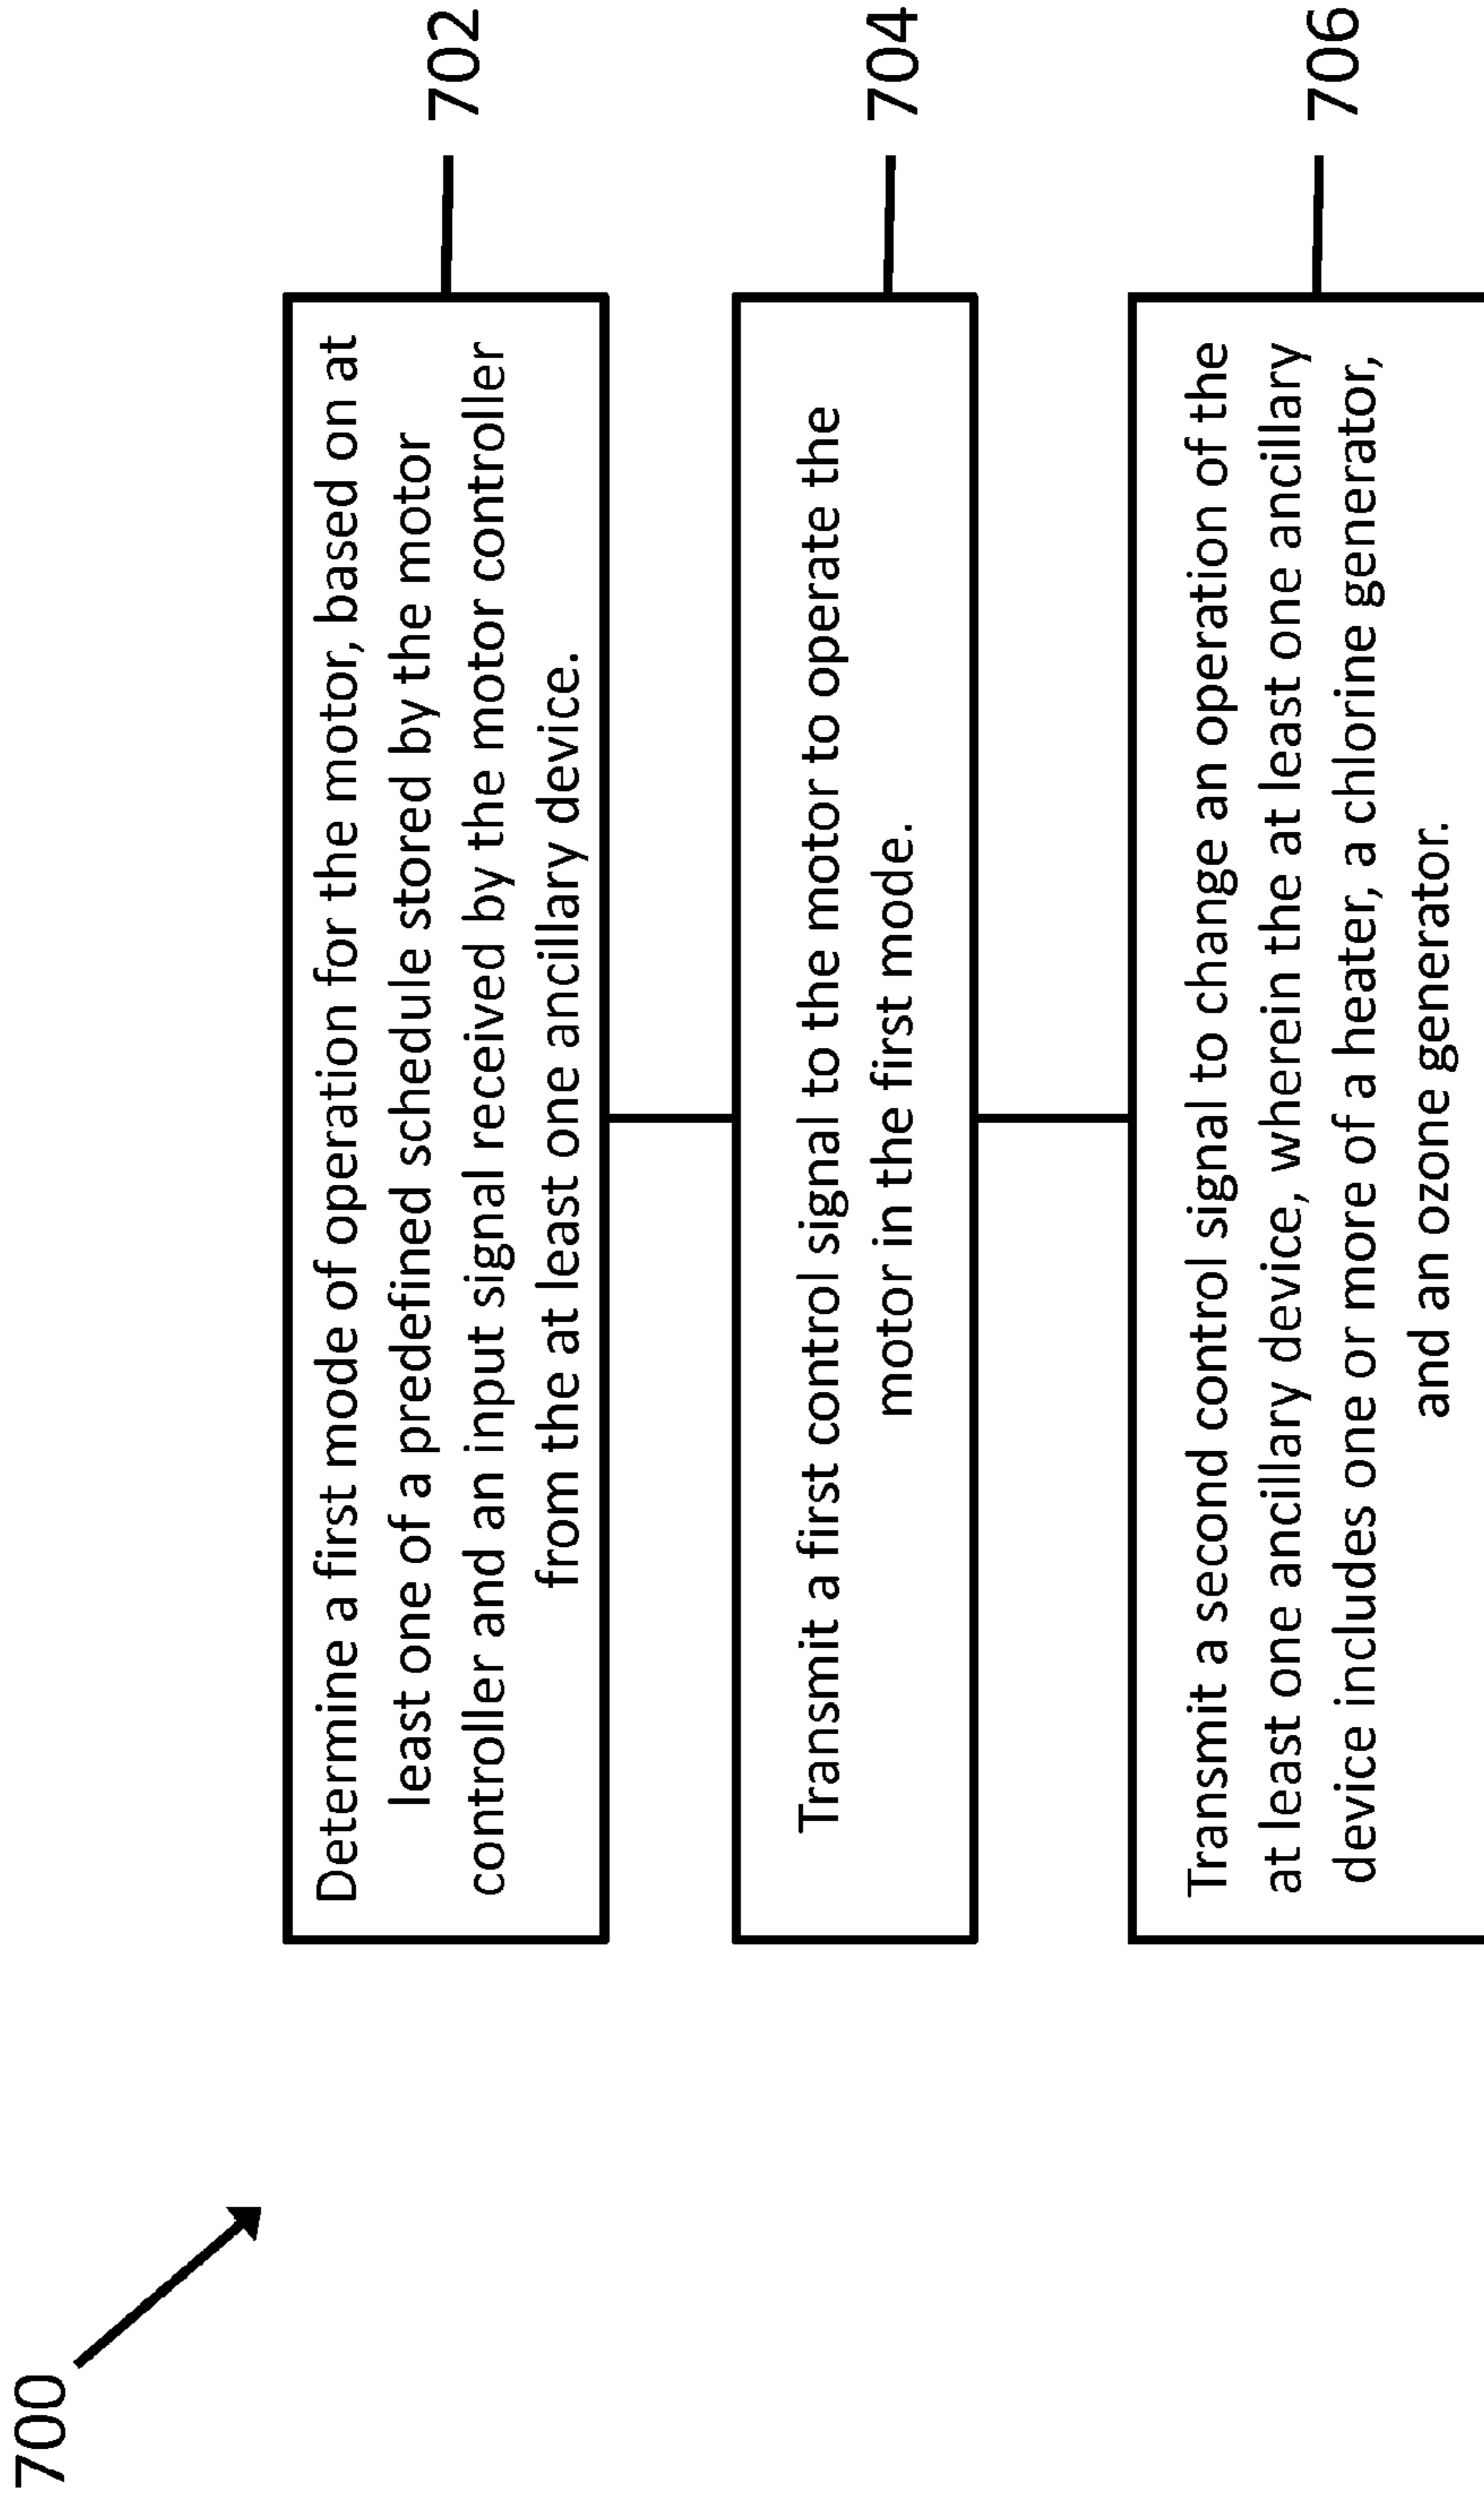 700
Determine a first mode of operation for the motor, based on at
least one of a predefined schedule stored by the motor
controller and an input signal received by the motor controller
from the at least one ancillary device.
702
Transmit a first control signal to the motor to operate the
motor in the first mode.
704
Transmit a second control signal to change an operation of the
at least one ancillary device, wherein the at least one ancillary
device includes one or more of a heater, a chlorine generator,
and an ozone generator.
706